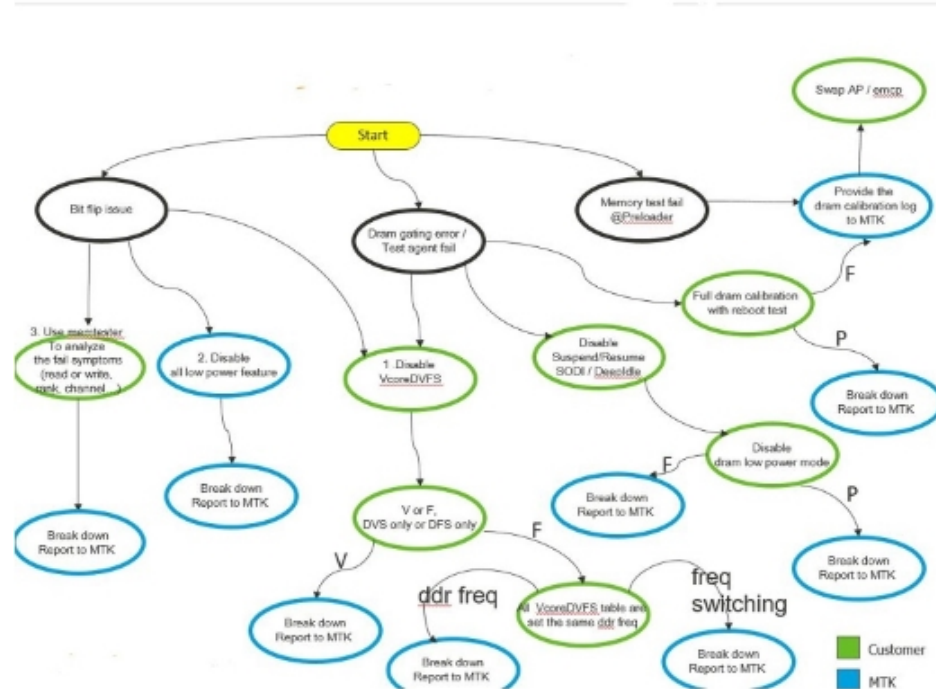 Swap AP / emcp
Start
Bit flip issue
Memory test fail
@Preloader
Provide the
dram calibration log
to MTK
Dram gating error /
Test agent fail
F
Full dram calibration
with reboot test
P
3. Use memtester
To analyze
the fail symptoms
(read or write,
rank, channel...)
2. Disable
all low power feature
1 .Disable
VcoreDVFS
Disable
Suspend/Resume
SODI / DeepIdle
Break down
Report to MTK
Disable
dram low power mode
F
P
Break down
Report to MTK
Break down
Report to MTK
V or F,
DVS only or DFS only
F
Break down
Report to MTK
Break down
Report to MTK
V
ddr freq
freq
switching
All VcoreDVFS table are
set the same ddr freq
Break down
Report to MTK
Break down
Report to MTK
Break down
Report to MTK
Customer
MTK